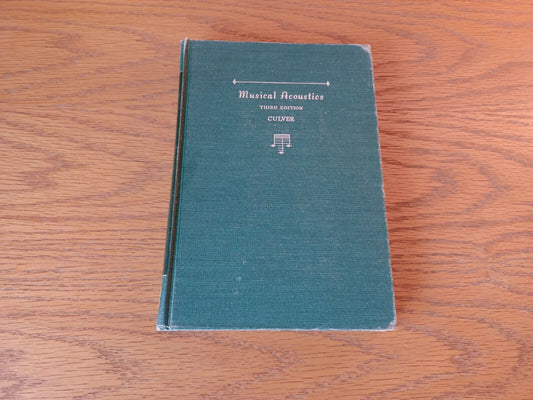 Musical Acoustics
THIRD EDITION
CULVER